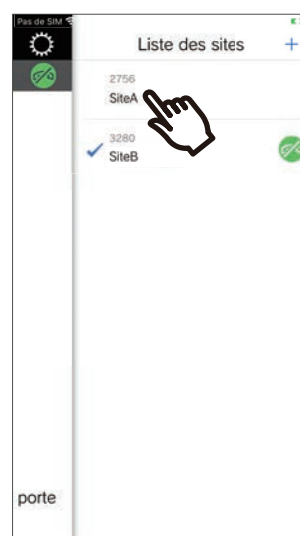 Pas de SIM
Liste des sites +
2756
SiteA
3280
SiteB
porte